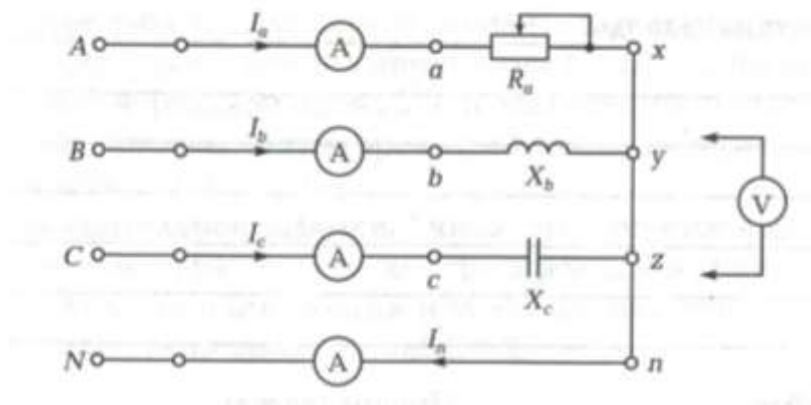 A I_a A a R_a x
B I_b A b X_b y
V
C I_c A c X_c z
N A I_n n